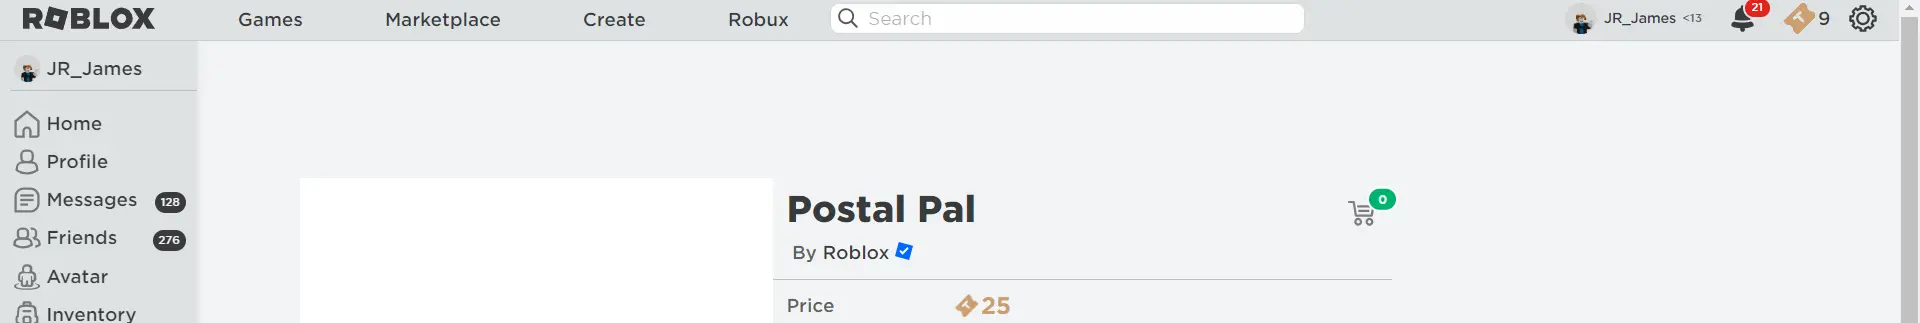 ROBLOX Games Marketplace Create Robux Search JR_James <13 21 9
JR_James
Home
Profile
Messages 128
Friends 276
Avatar
Inventory
Postal Pal 0
By Roblox
Price 25